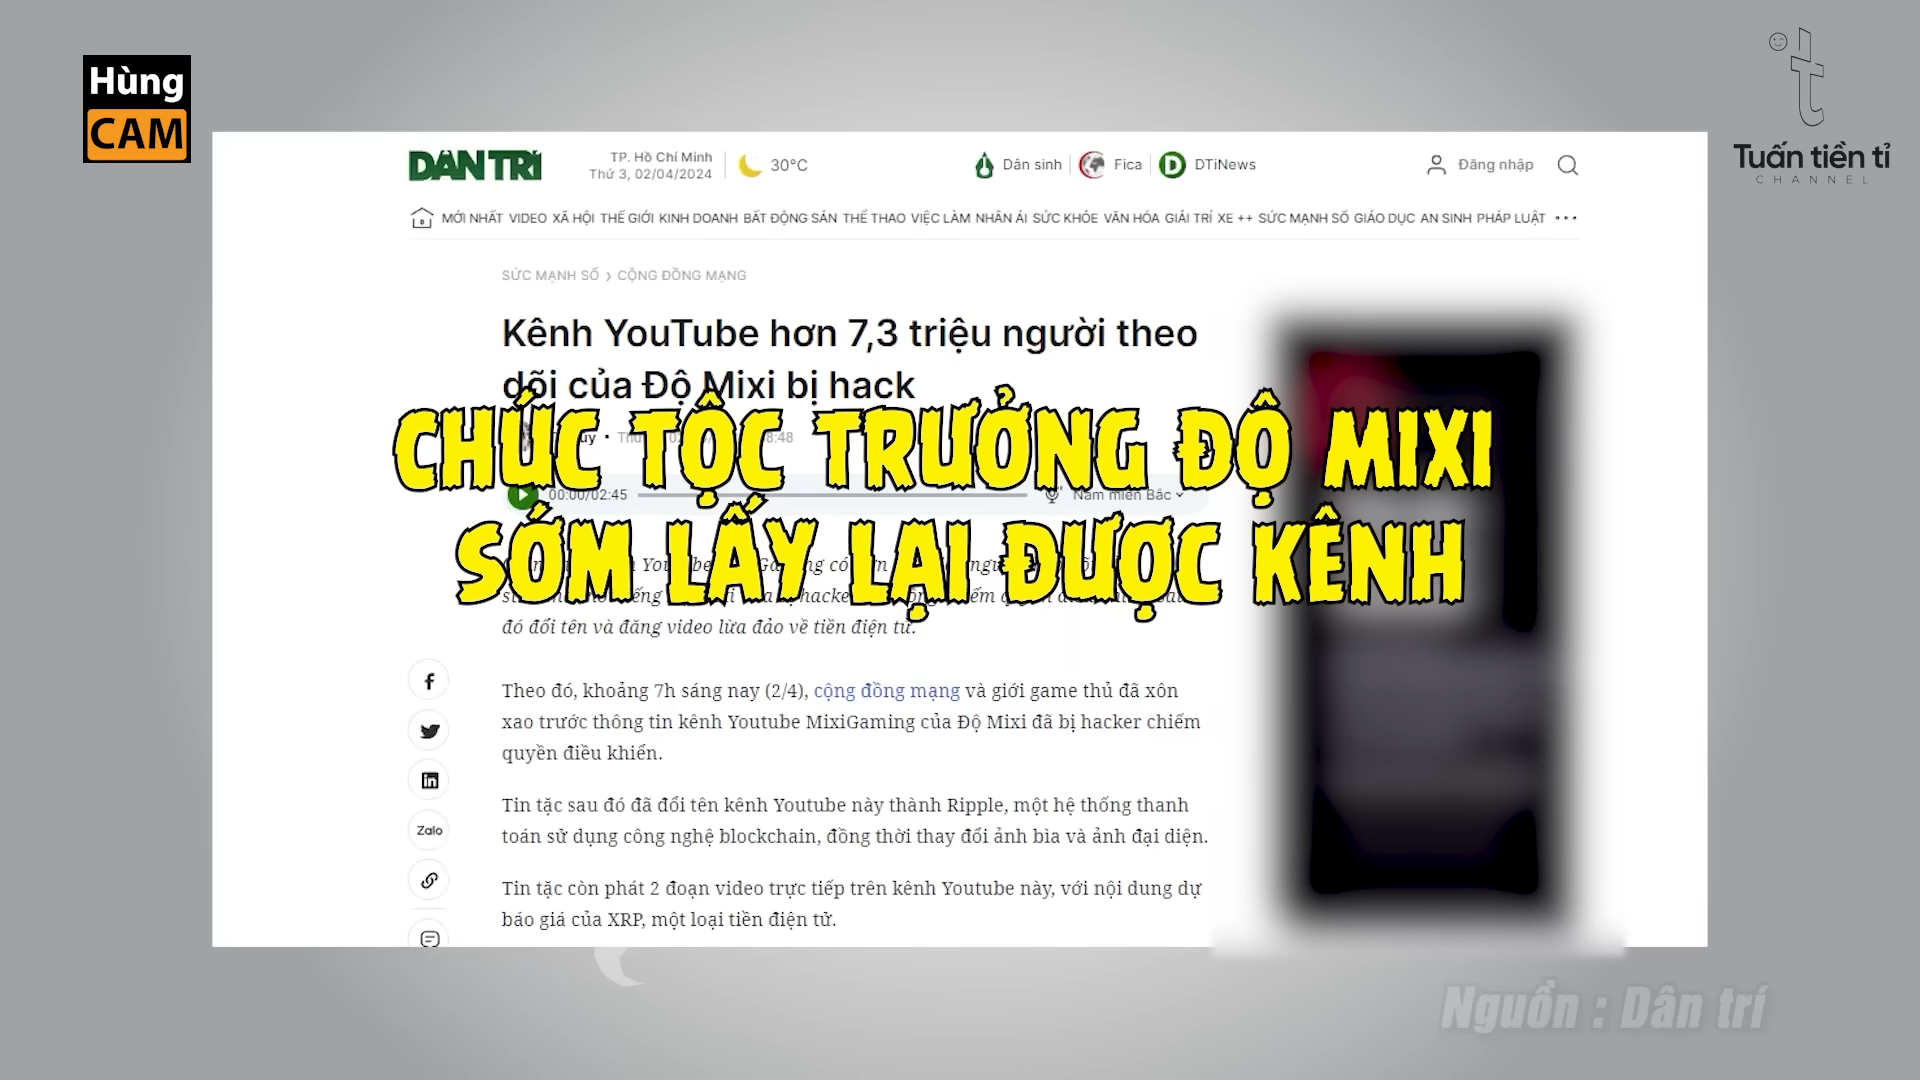 Hùng
CAM
Tuấn tiền tỉ
CHANNEL
DÂN TRÍ
TP. Hồ Chí Minh
Thứ 3, 02/04/2024
30°C
Dân sinh
Fica
D
DTiNews
Đăng nhập
MỚI NHẤT VIDEO XÃ HỘI THẾ GIỚI KINH DOANH BẤT ĐỘNG SẢN THỂ THAO VIỆC LÀM NHÂN ÁI SỨC KHỎE VĂN HÓA GIẢI TRÍ XE ++ SỨC MẠNH SỐ GIÁO DỤC AN SINH PHÁP LUẬT ...
SỨC MẠNH SỐ › CỘNG ĐỒNG MẠNG
Kênh YouTube hơn 7,3 triệu người theo
dõi của Độ Mixi bị hack
CHÚC TỘC TRƯỞNG ĐỘ MIXI
00:00/02:45
Nam miền Bắc
SỚM LẤY LẠI ĐƯỢC KÊNH
đó đổi tên và đăng video lừa đảo về tiền điện tử.
Theo đó, khoảng 7h sáng nay (2/4), cộng đồng mạng và giới game thủ đã xôn
xao trước thông tin kênh Youtube MixiGaming của Độ Mixi đã bị hacker chiếm
quyền điều khiển.
Tin tặc sau đó đã đổi tên kênh Youtube này thành Ripple, một hệ thống thanh
toán sử dụng công nghệ blockchain, đồng thời thay đổi ảnh bìa và ảnh đại diện.
Zalo
Tin tặc còn phát 2 đoạn video trực tiếp trên kênh Youtube này, với nội dung dự
báo giá của XRP, một loại tiền điện tử.
Nguồn : Dân trí